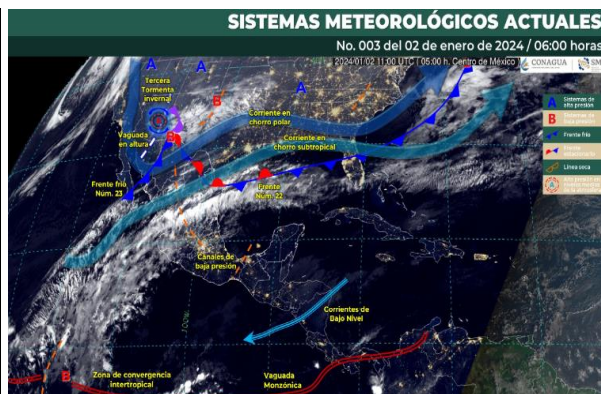 SISTEMAS METEOROLÓGICOS ACTUALES
No. 003 del 02 de enero de 2024 / 06:00 horas
2024/01/02 11:00 UTC ( 05:00 h, Centro de México )
CONAGUA
A
A
A
Tercera
Tormenta
invernal
B
Corriente en
chorro polar
Vaguada
en altura
B
Corriente en
chorro subtropical
Frente frío
Núm. 23
Frente
Núm. 22
Canales de
baja presión
Corrientes de
Bajo Nivel
Zona de convergencia
intertropical
Vaguada
Monzónica
B
A
Sistemas de
alta presión
B
Sistemas de
baja presión
Frente frío
Línea seca